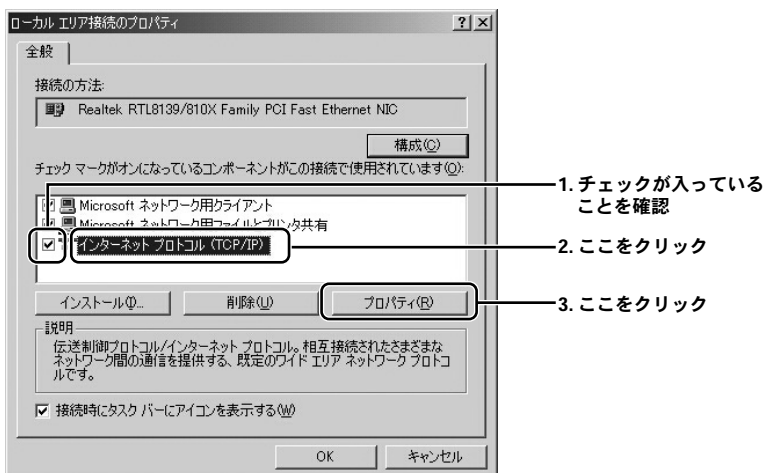 ローカル エリア接続のプロパティ
全般
接続の方法:
Realtek RTL8139/810X Family PCI Fast Ethernet NIC
構成(C)
チェック マークがオンになっているコンポーネントがこの接続で使用されています(O):
1. チェックが入っている
ことを確認
Microsoft ネットワーク用クライアント
Microsoft ネットワーク用ファイルとプリンタ共有
インターネット プロトコル (TCP/IP)
2. ここをクリック
インストール(I)...
削除(U)
プロパティ(R)
3. ここをクリック
説明
伝送制御プロトコル/インターネット プロトコル。相互接続されたさまざまな
ネットワーク間の通信を提供する、既定のワイド エリア ネットワーク プロトコ
ルです。
接続時にタスク バーにアイコンを表示する(W)
OK
キャンセル